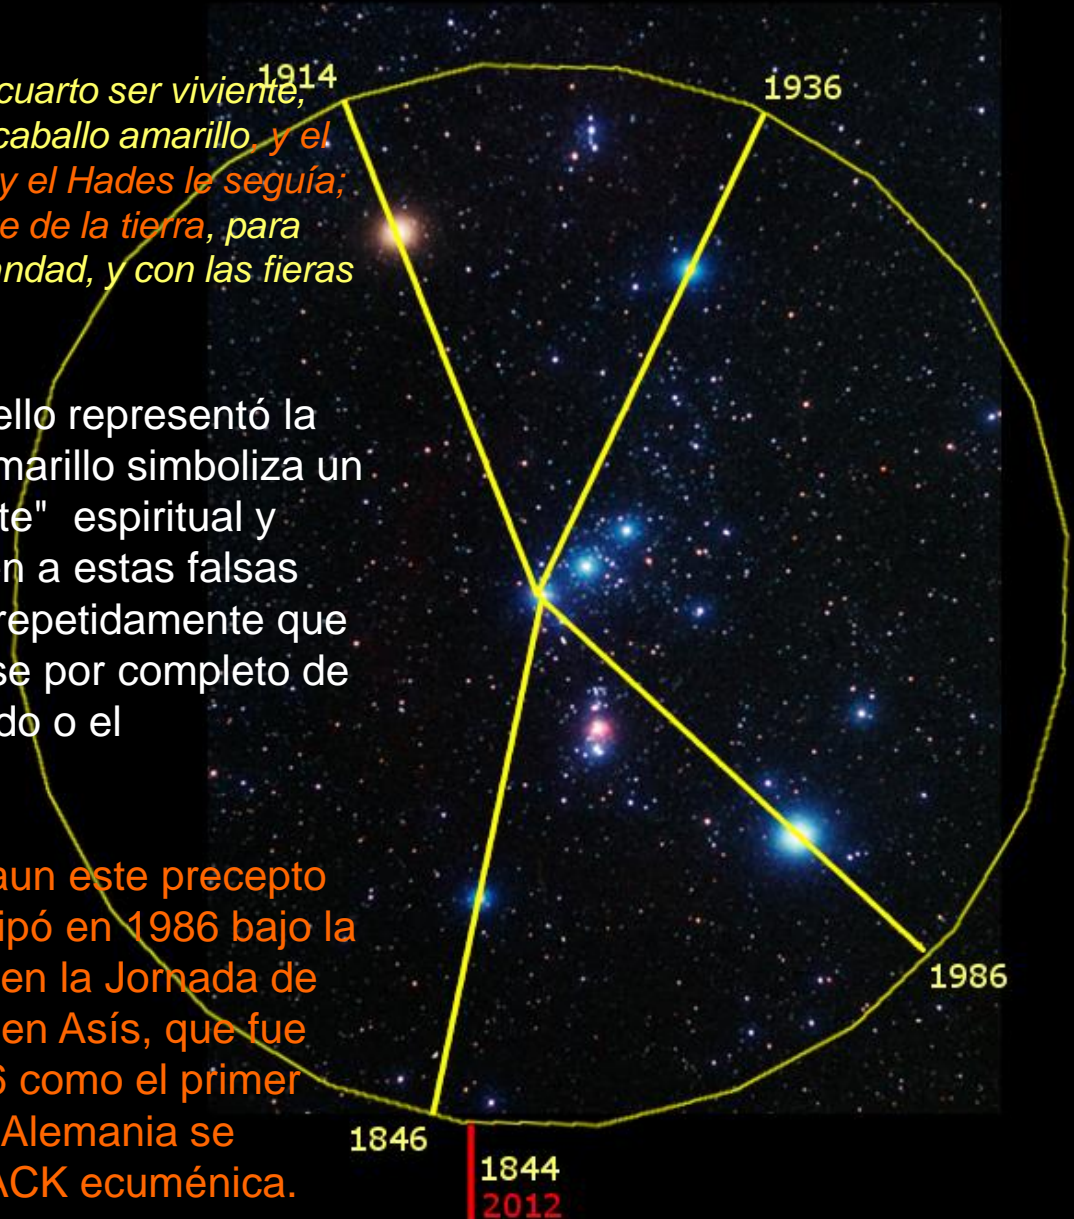 1914
1936
cuarto ser viviente,
caballo amarillo, y el
y el Hades le seguía;
e de la tierra, para
andad, y con las fieras
ello representó la
marillo simboliza un
te" espiritual y
n a estas falsas
repetidamente que
se por completo de
do o el
aun este precepto
ipó en 1986 bajo la
en la Jornada de
en Asís, que fue
6 como el primer
Alemania se
ACK ecuménica.
1986
1846
1844
2012